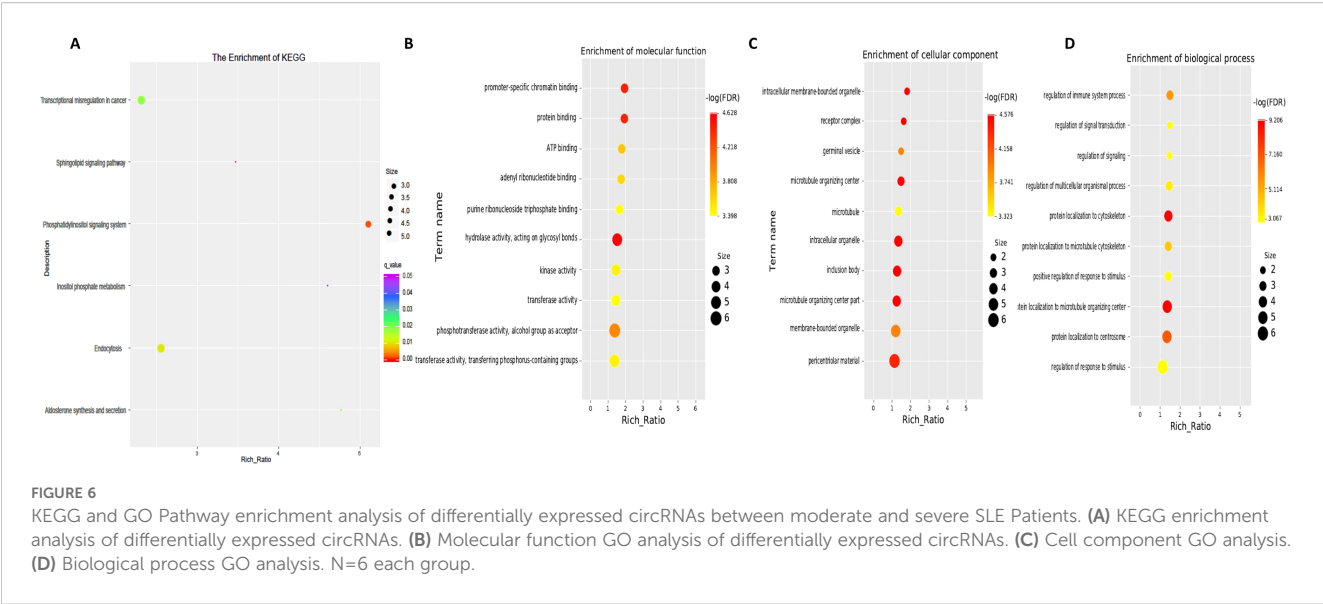 A
The Enrichment of KEGG
Transcriptional misregulation in cancer
Sphingolipid signaling pathway
Phosphatidylinositol signaling system
Inositol phosphate metabolism
Endocytosis
Aldosterone synthesis and secretion
Description
3
4
5
Rich_Ratio
Size
3.0
3.5
4.0
4.5
5.0
q_value
0.05
0.04
0.03
0.02
0.01
0.00
B
Enrichment of molecular function
promoter-specific chromatin binding
protein binding
ATP binding
adenyl ribonucleotide binding
purine ribonucleoside triphosphate binding
hydrolase activity, acting on glycosyl bonds
kinase activity
transferase activity
phosphotransferase activity, alcohol group as acceptor
transferase activity, transferring phosphorus-containing groups
Term name
0 1 2 3 4 5 6
Rich_Ratio
-log(FDR)
4.628
4.218
3.808
3.398
Size
3
4
5
6
C
Enrichment of cellular component
intracellular membrane-bounded organelle
receptor complex
germinal vesicle
microtubule organizing center
microtubule
intracellular organelle
inclusion body
microtubule organizing center part
membrane-bounded organelle
pericentriolar material
Term name
0 1 2 3 4 5
Rich_Ratio
-log(FDR)
4.576
4.158
3.741
3.323
Size
2
3
4
5
6
D
Enrichment of biological process
regulation of immune system process
regulation of signal transduction
regulation of signaling
regulation of multicellular organismal process
protein localization to cytoskeleton
protein localization to microtubule cytoskeleton
positive regulation of response to stimulus
otein localization to microtubule organizing center
protein localization to centrosome
regulation of response to stimulus
0 1 2 3 4 5
Rich_Ratio
-log(FDR)
9.206
7.160
5.114
3.067
Size
2
3
4
5
6
FIGURE 6
KEGG and GO Pathway enrichment analysis of differentially expressed circRNAs between moderate and severe SLE Patients. (A) KEGG enrichment
analysis of differentially expressed circRNAs. (B) Molecular function GO analysis of differentially expressed circRNAs. (C) Cell component GO analysis.
(D) Biological process GO analysis. N=6 each group.